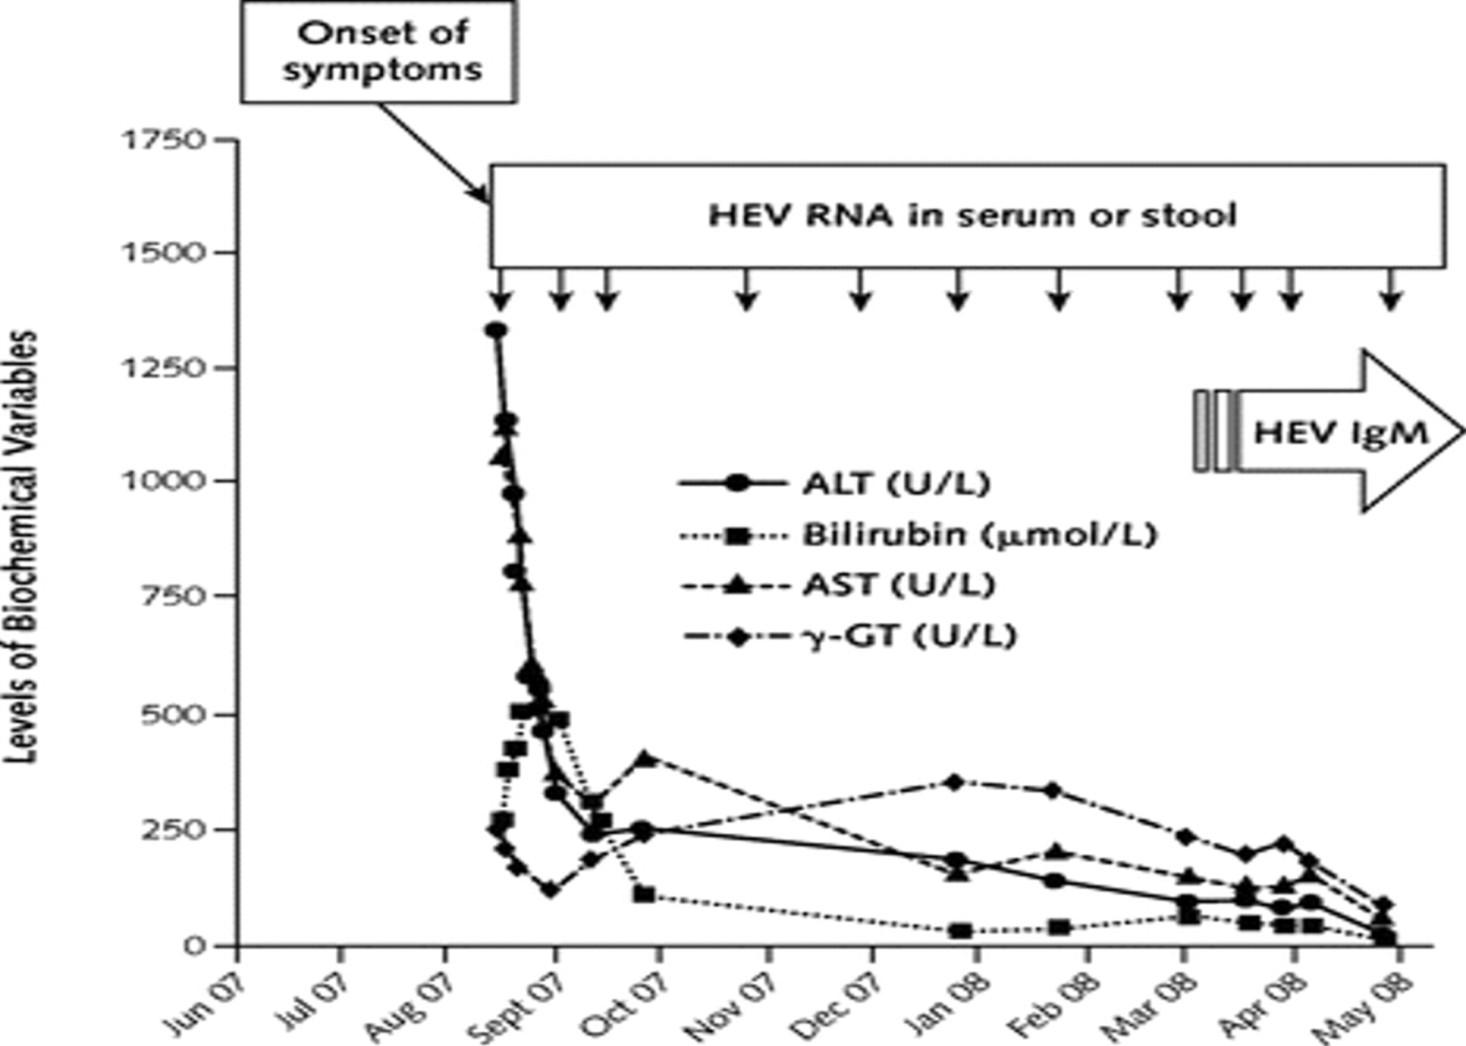 Onset of
symptoms
HEV RNA in serum or stool
HEV IgM
ALT (U/L)
Bilirubin (μmol/L)
AST (U/L)
γ-GT (U/L)
Levels of Biochemical Variables
1750
1500
1250
1000
750
500
250
0
Jun 07
Jul 07
Aug 07
Sept 07
Oct 07
Nov 07
Dec 07
Jan 08
Feb 08
Mar 08
Apr 08
May 08